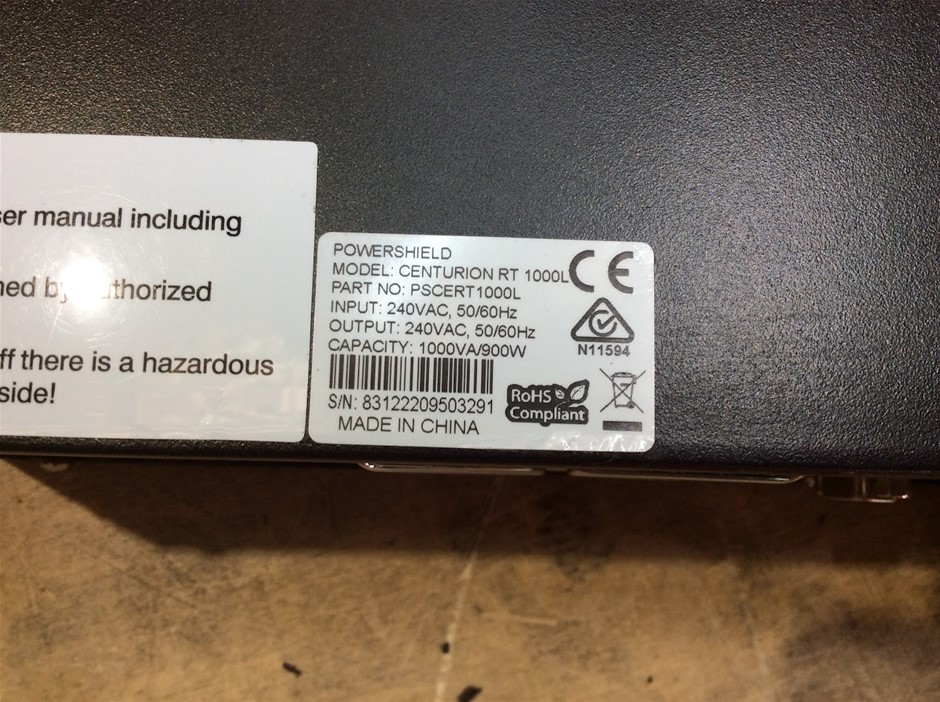 ser manual including
ned by authorized
ff there is a hazardous
side!
POWERSHIELD
MODEL: CENTURION RT 1000L
PART NO: PSCERT1000L
INPUT: 240VAC, 50/60Hz
OUTPUT: 240VAC, 50/60Hz
CAPACITY: 1000VA/900W
S/N: 83122209503291
MADE IN CHINA
CE
N11594
RoHS
Compliant